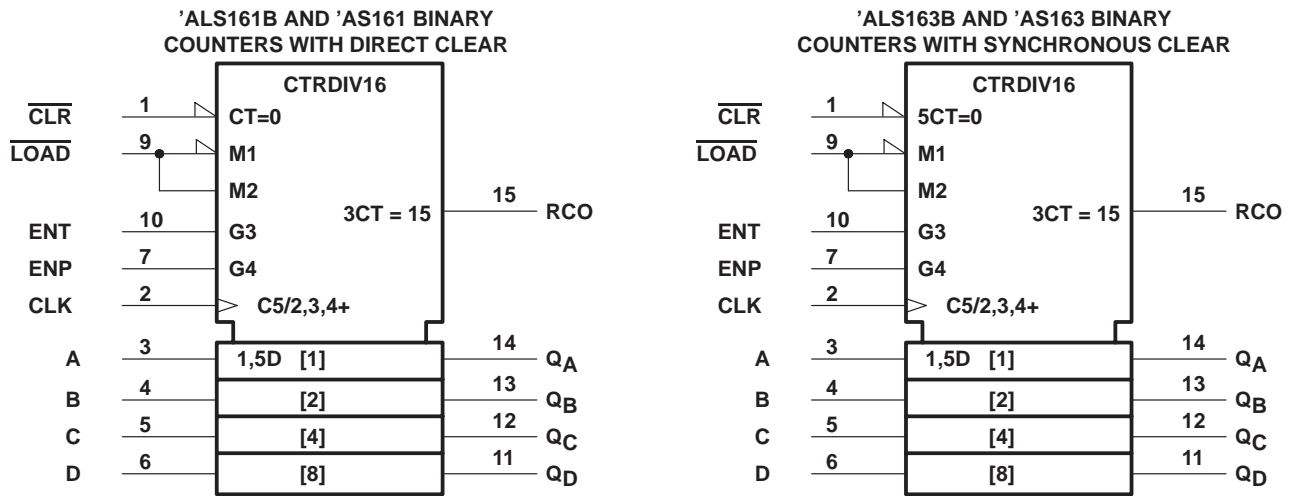 'ALS161B AND 'AS161 BINARY
COUNTERS WITH DIRECT CLEAR
CTRDIV16
CLR 1 CT=0
LOAD 9 M1
M2
3CT = 15 15 RCO
ENT 10 G3
ENP 7 G4
CLK 2 C5/2,3,4+
A 3 1,5D [1] 14 QA
B 4 [2] 13 QB
C 5 [4] 12 QC
D 6 [8] 11 QD
'ALS163B AND 'AS163 BINARY
COUNTERS WITH SYNCHRONOUS CLEAR
CTRDIV16
CLR 1 5CT=0
LOAD 9 M1
M2
3CT = 15 15 RCO
ENT 10 G3
ENP 7 G4
CLK 2 C5/2,3,4+
A 3 1,5D [1] 14 QA
B 4 [2] 13 QB
C 5 [4] 12 QC
D 6 [8] 11 QD